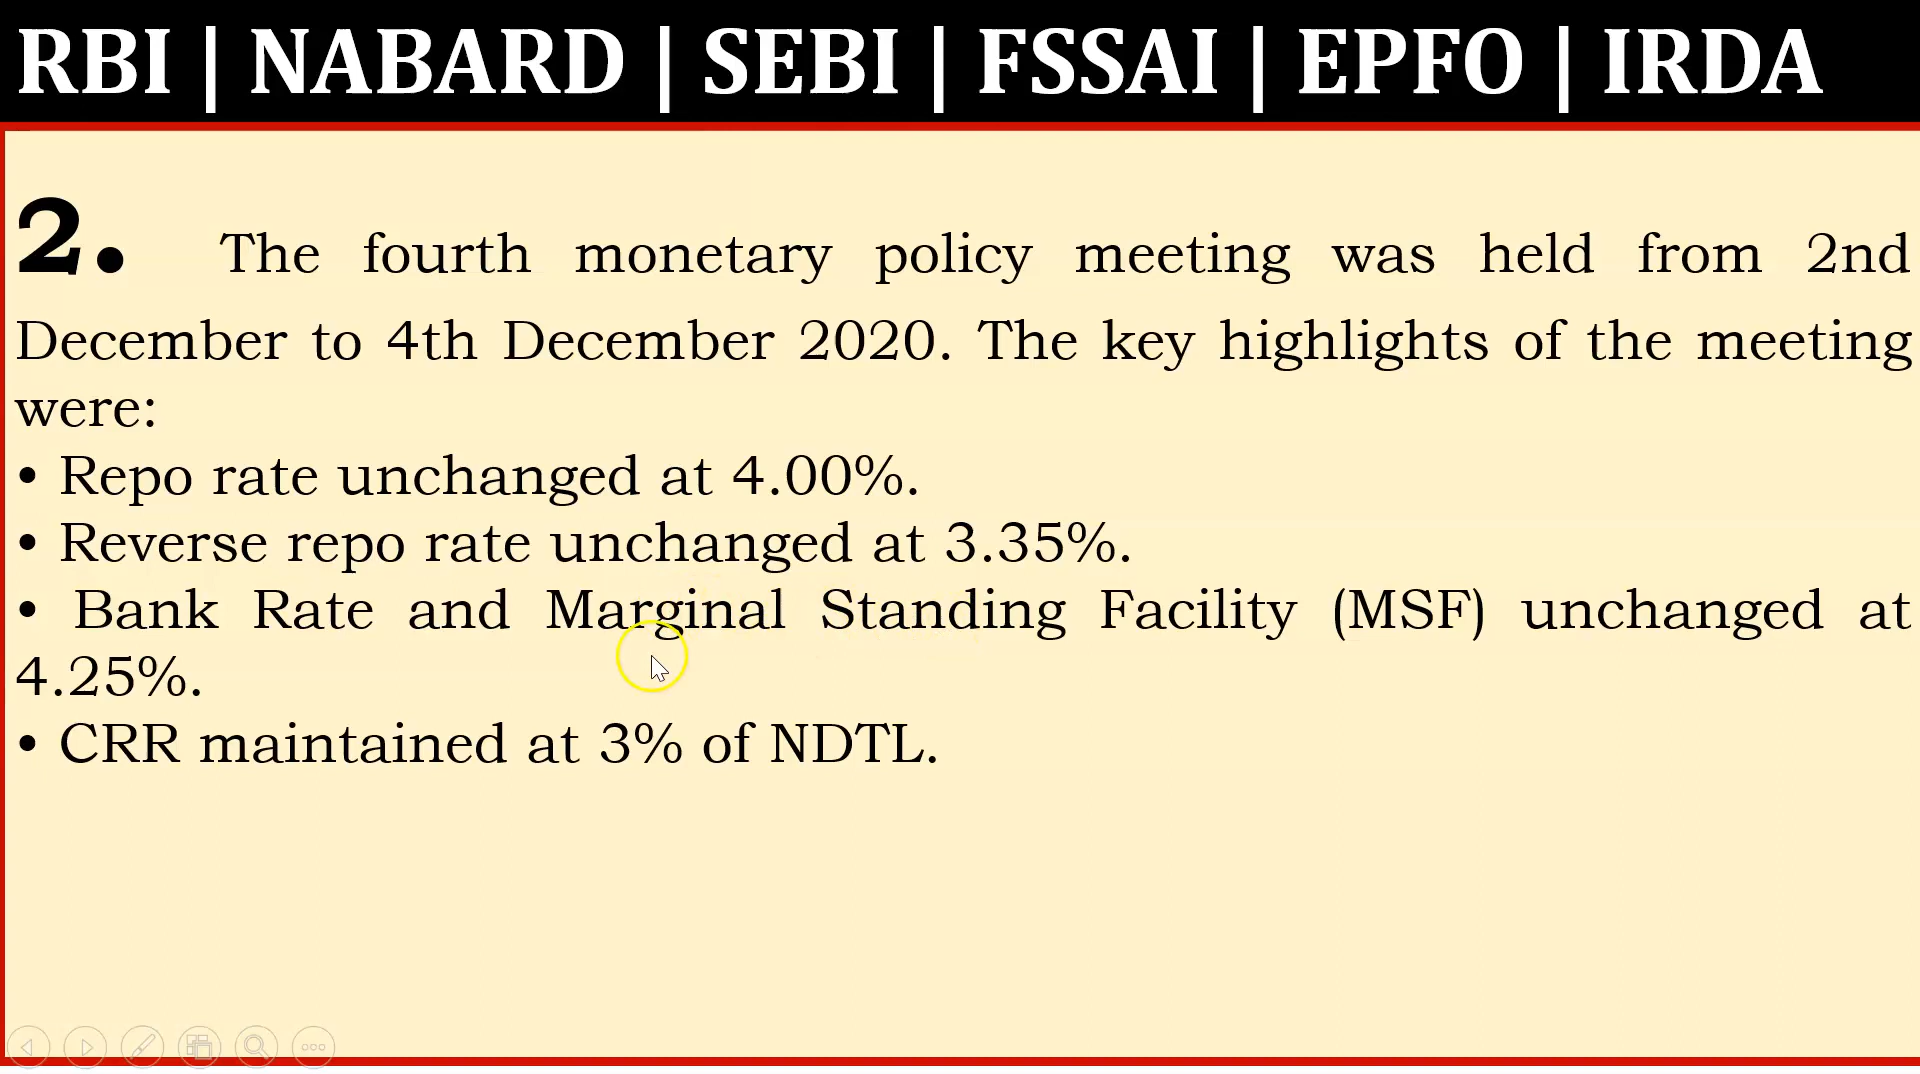 RBI | NABARD | SEBI | FSSAI | EPFO | IRDA
2. The fourth monetary policy meeting was held from 2nd
December to 4th December 2020. The key highlights of the meeting
were:
• Repo rate unchanged at 4.00%.
• Reverse repo rate unchanged at 3.35%.
• Bank Rate and Marginal Standing Facility (MSF) unchanged at
4.25%.
• CRR maintained at 3% of NDTL.